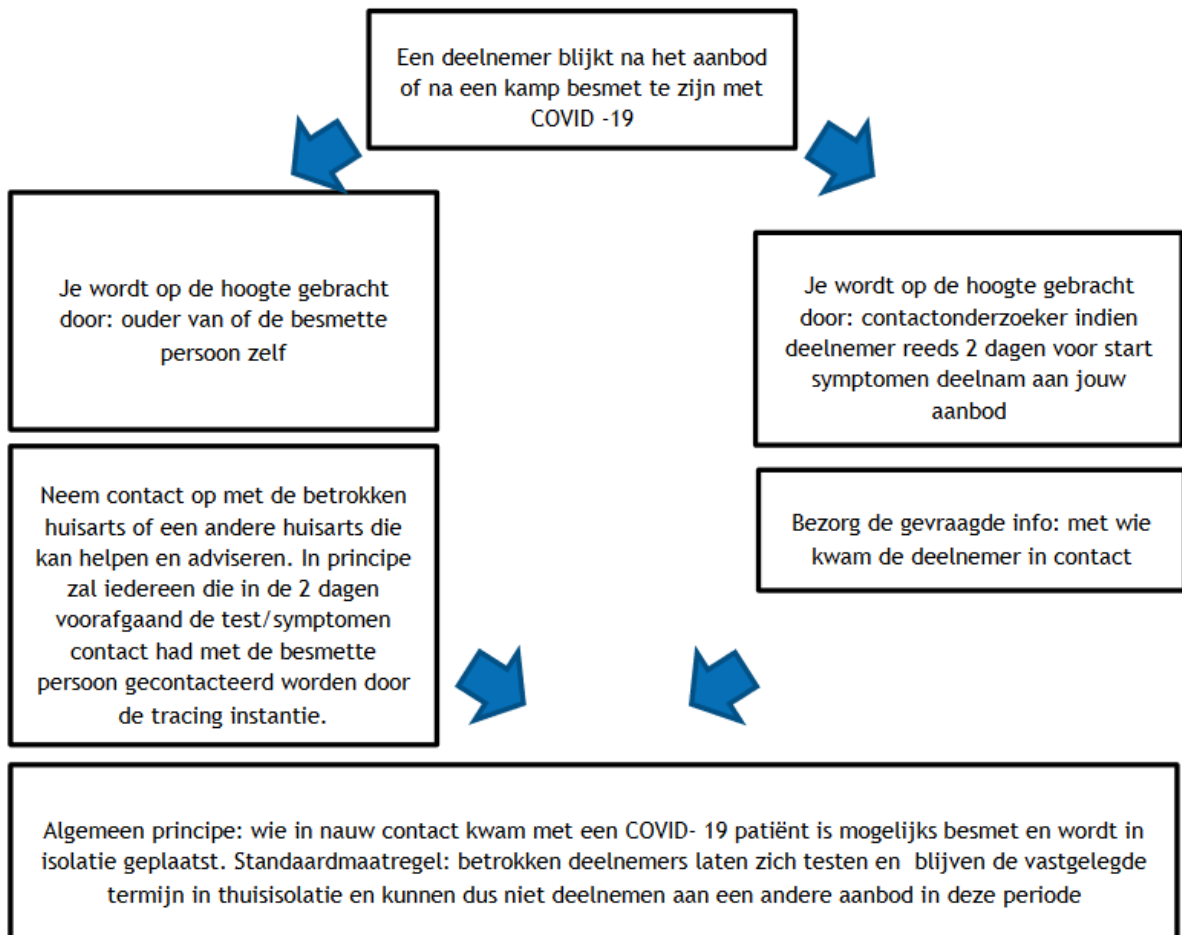 Een deelnemer blijkt na het aanbod
of na een kamp besmet te zijn met
COVID -19
Je wordt op de hoogte gebracht
door: ouder van of de besmette
persoon zelf
Neem contact op met de betrokken
huisarts of een andere huisarts die
kan helpen en adviseren. In principe
zal iedereen die in de 2 dagen
voorafgaand de test/symptomen
contact had met de besmette
persoon gecontacteerd worden door
de tracing instantie.
Je wordt op de hoogte gebracht
door: contactonderzoeker indien
deelnemer reeds 2 dagen voor start
symptomen deelnam aan jouw
aanbod
Bezorg de gevraagde info: met wie
kwam de deelnemer in contact
Algemeen principe: wie in nauw contact kwam met een COVID- 19 patiënt is mogelijks besmet en wordt in
isolatie geplaatst. Standaardmaatregel: betrokken deelnemers laten zich testen en  blijven de vastgelegde
termijn in thuisisolatie en kunnen dus niet deelnemen aan een andere aanbod in deze periode